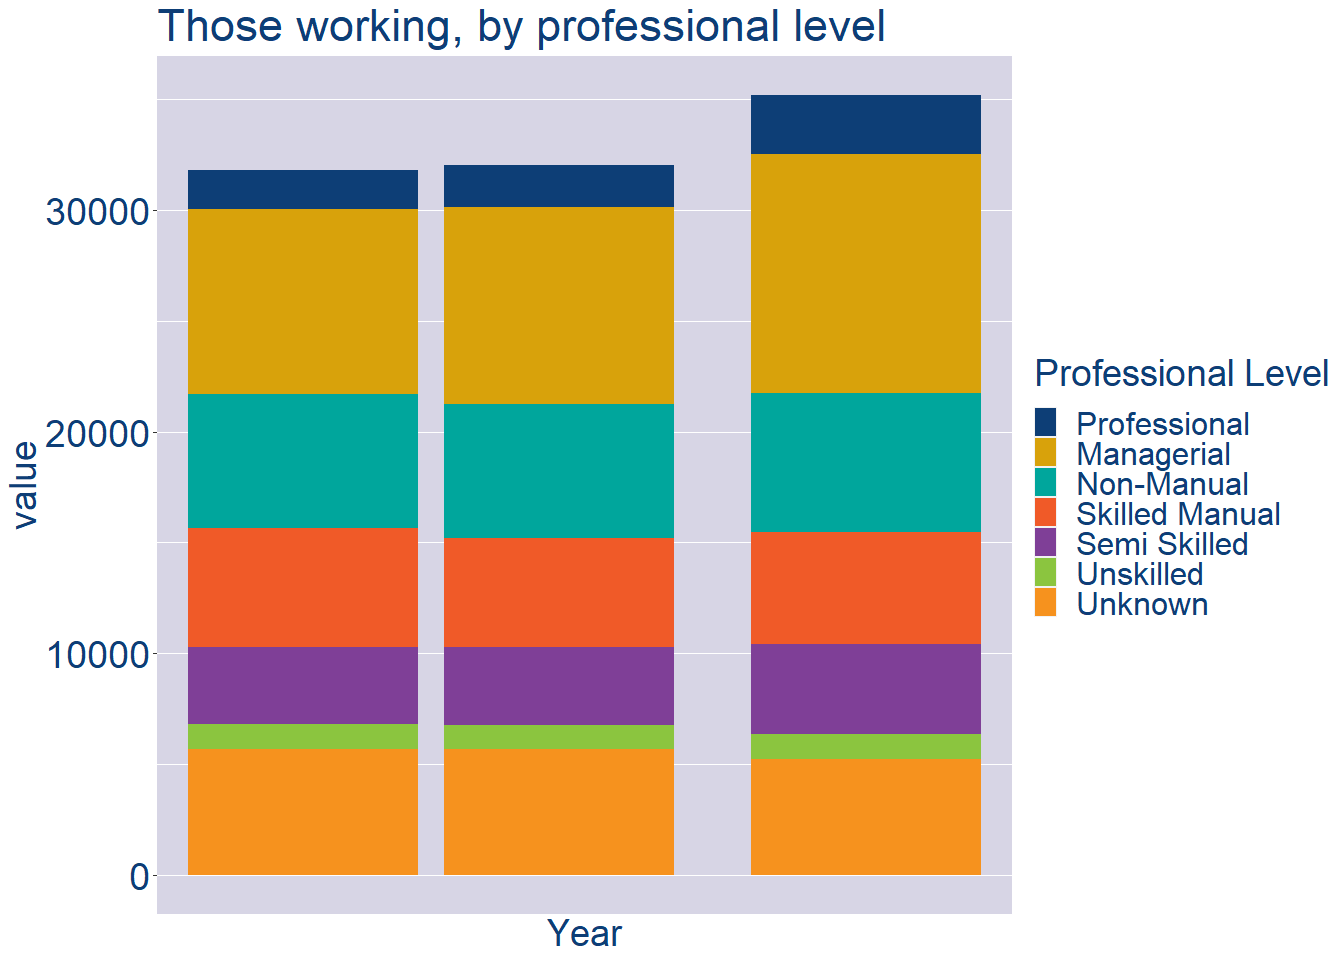 Those working, by professional level
value
30000
20000
10000
0
Year
Professional Level
Professional
Managerial
Non-Manual
Skilled Manual
Semi Skilled
Unskilled
Unknown